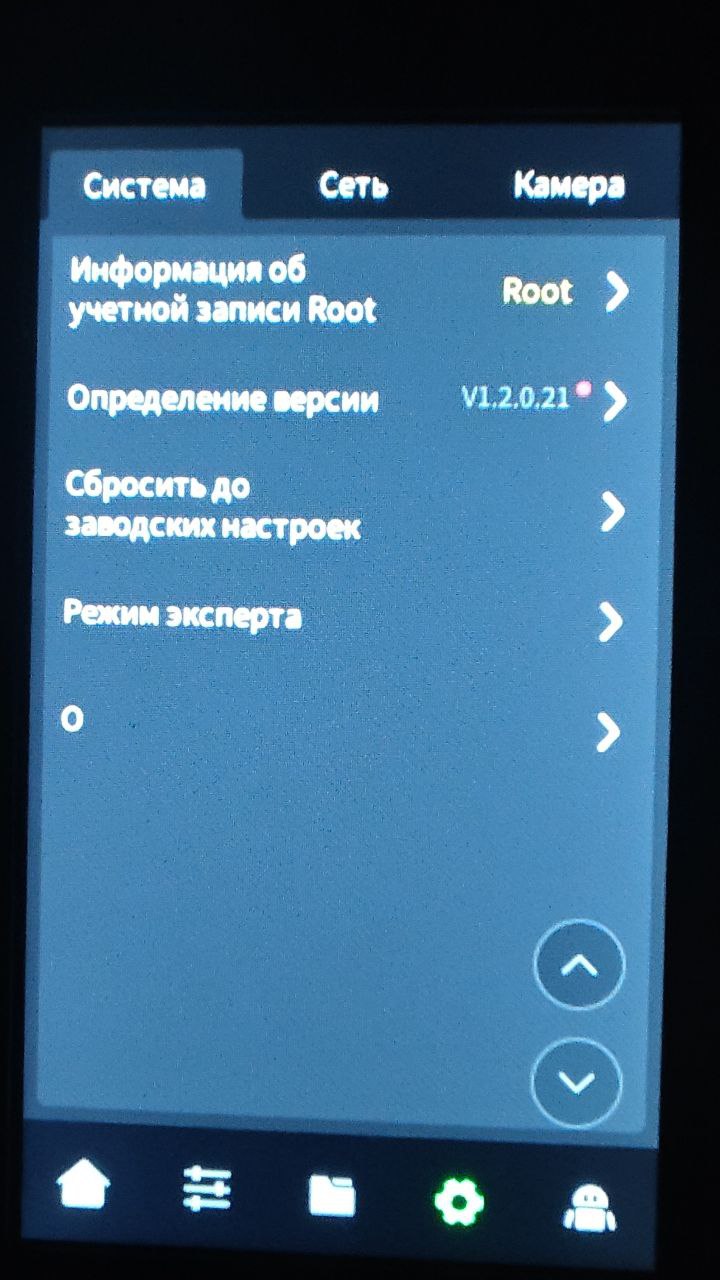 Система Сеть Камера
Информация об
учетной записи Root Root
Определение версии V1.2.0.21
Сбросить до
заводских настроек
Режим эксперта
О